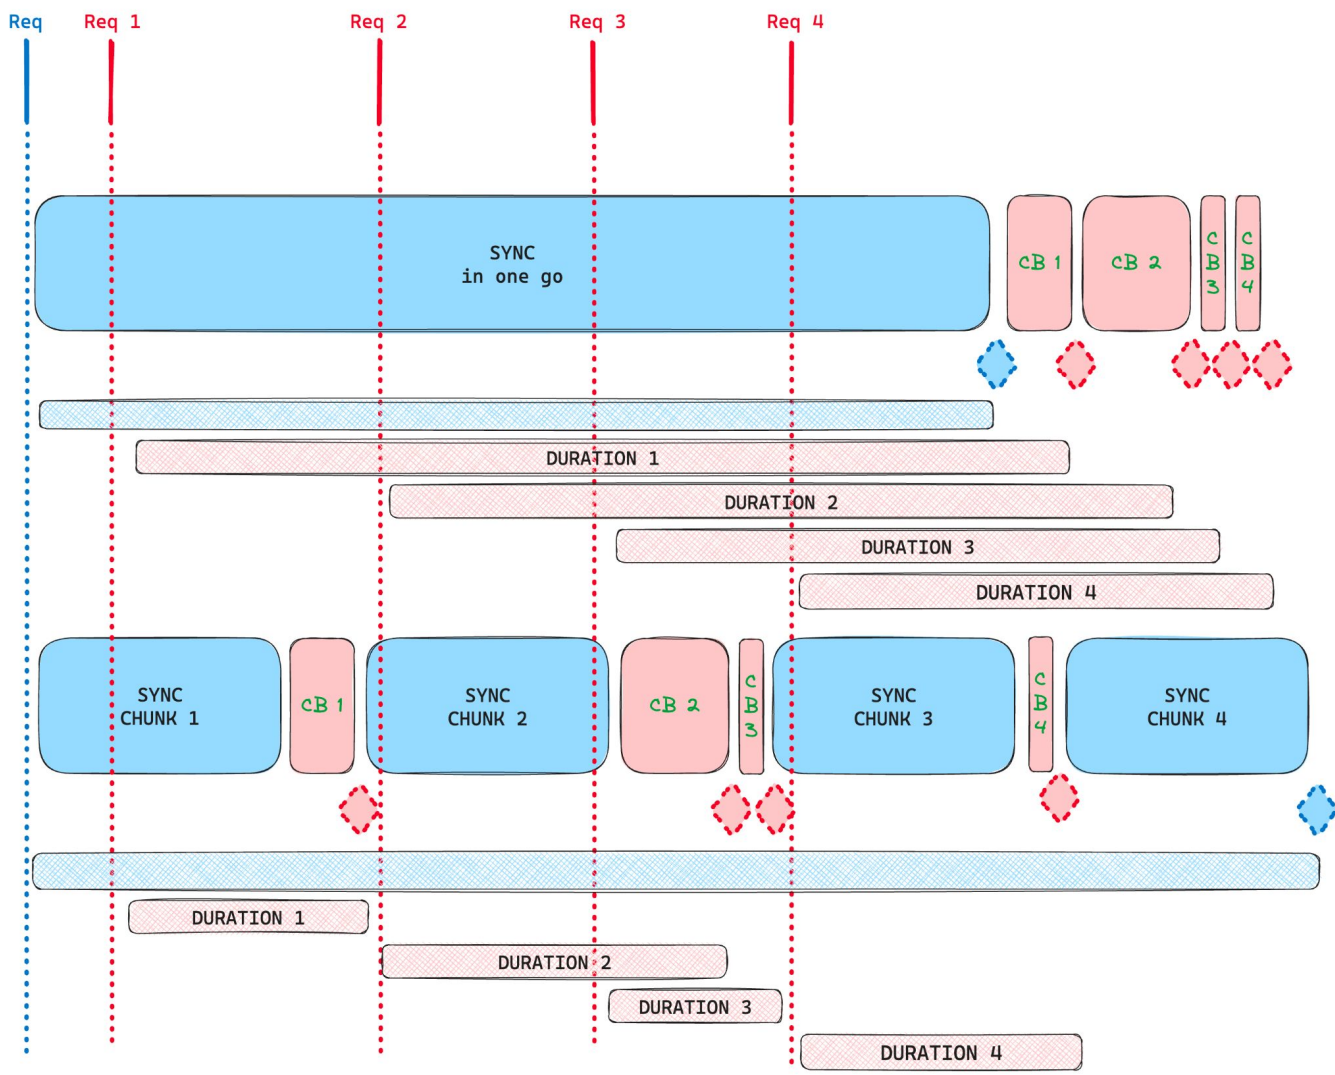 Req
Req 1
Req 2
Req 3
Req 4
SYNC
in one go
CB 1
CB 2
C
B
3
C
B
4
DURATION 1
DURATION 2
DURATION 3
DURATION 4
SYNC
CHUNK 1
CB 1
SYNC
CHUNK 2
CB 2
C
B
3
SYNC
CHUNK 3
C
B
4
SYNC
CHUNK 4
DURATION 1
DURATION 2
DURATION 3
DURATION 4